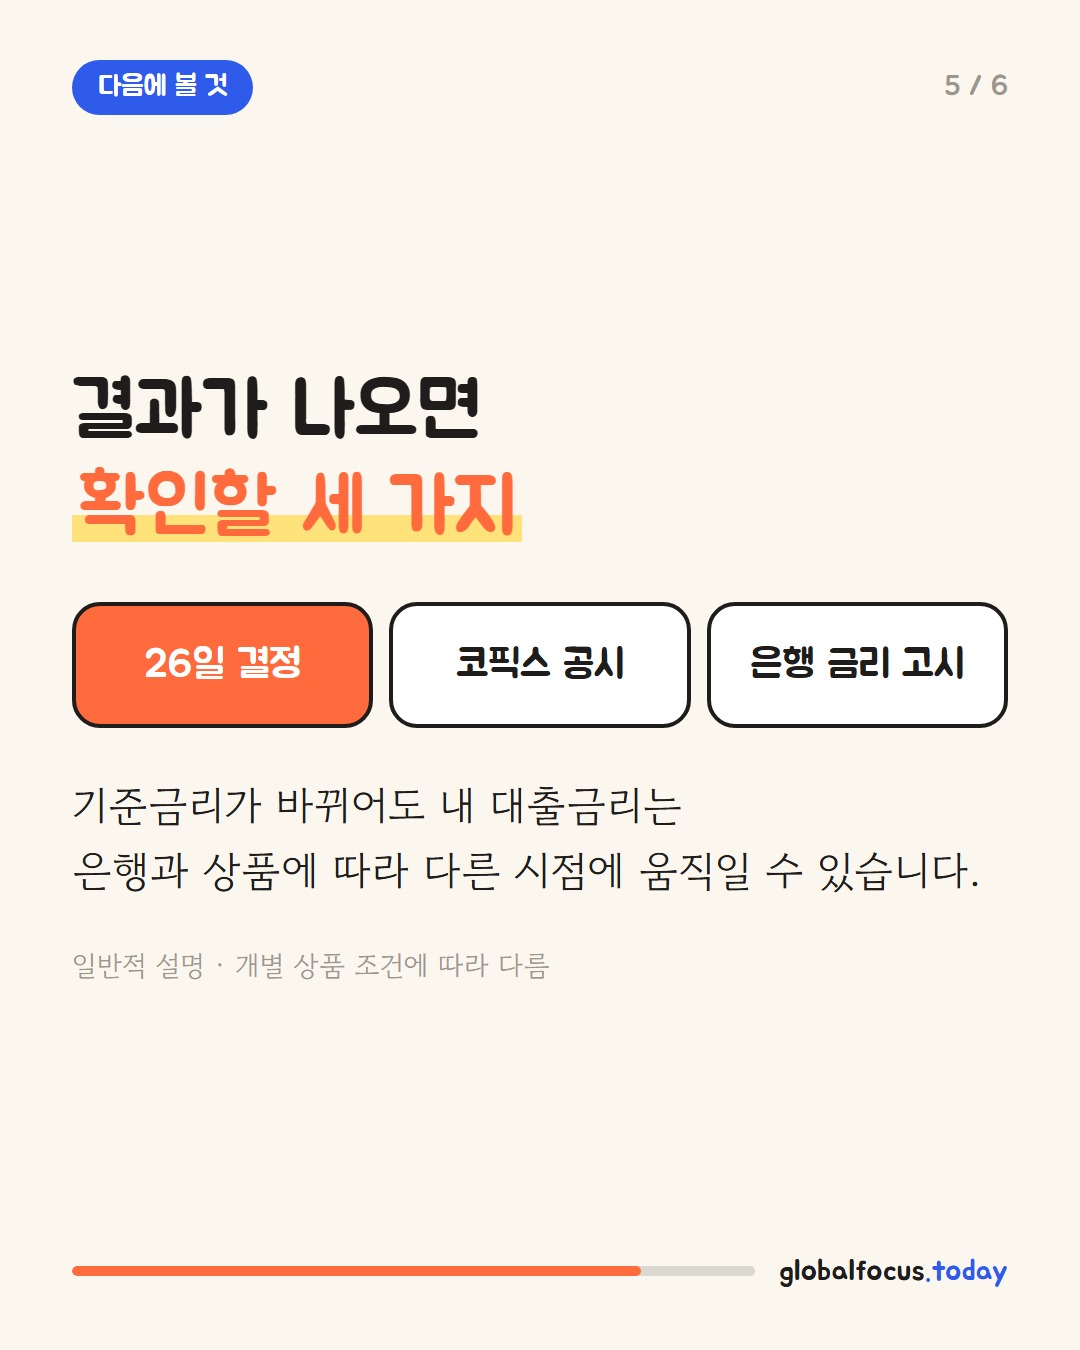 다음에 볼 것
5 / 6
결과가 나오면
확인할 세 가지
26일 결정
코픽스 공시
은행 금리 고시
기준금리가 바뀌어도 내 대출금리는
은행과 상품에 따라 다른 시점에 움직일 수 있습니다.
일반적 설명 · 개별 상품 조건에 따라 다름
globalfocus.today